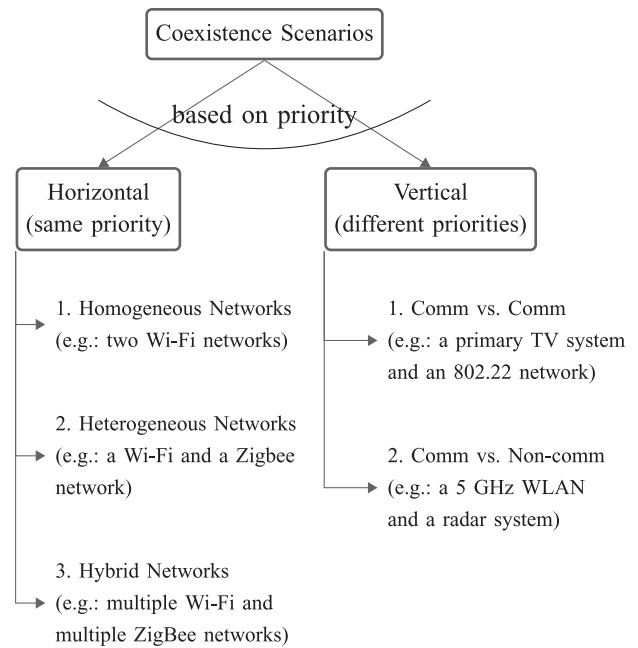 Coexistence Scenarios
based on priority
Horizontal
(same priority)
1. Homogeneous Networks
(e.g.: two Wi-Fi networks)
2. Heterogeneous Networks
(e.g.: a Wi-Fi and a Zigbee
network)
3. Hybrid Networks
(e.g.: multiple Wi-Fi and
multiple ZigBee networks)
Vertical
(different priorities)
1. Comm vs. Comm
(e.g.: a primary TV system
and an 802.22 network)
2. Comm vs. Non-comm
(e.g.: a 5 GHz WLAN
and a radar system)